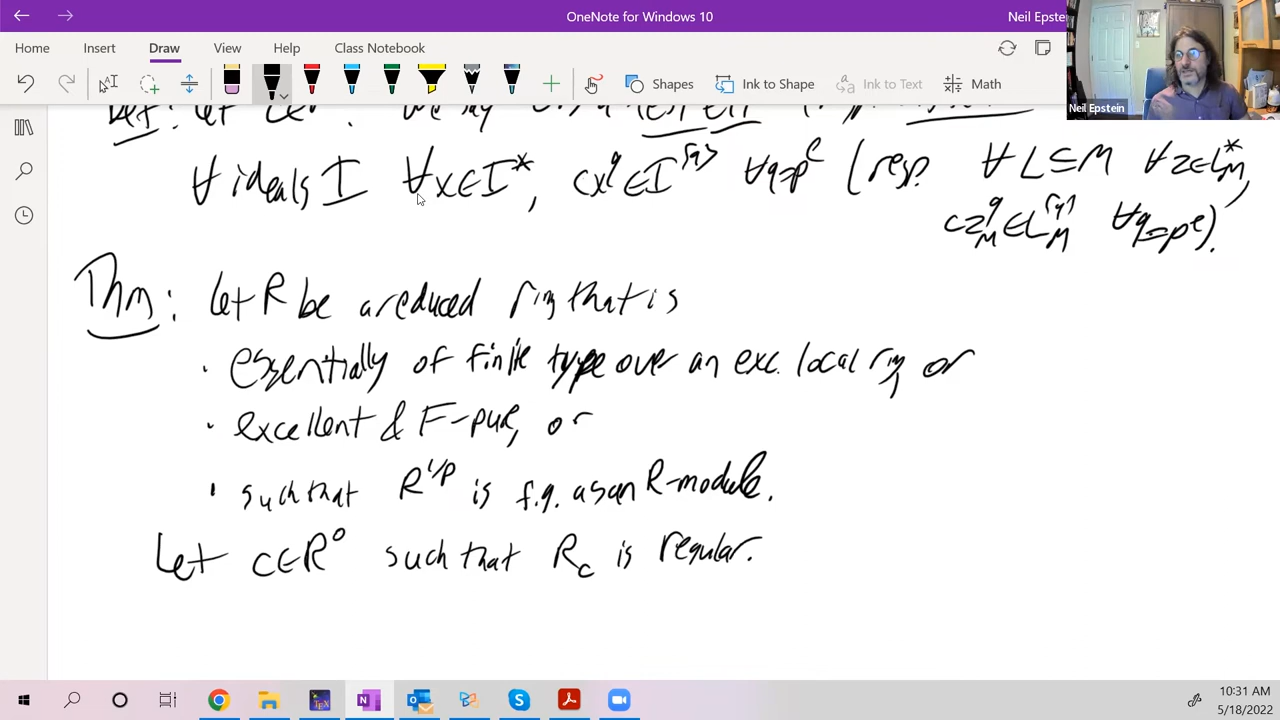 OneNote for Windows 10
Neil Epste
Home Insert Draw View Help Class Notebook
Shapes Ink to Shape Ink to Text Math
Neil Epstein
∀ ideals I ∀x∈I*, cx^q∈I^[q] ∀q=p^e (resp. ∀ L⊆M ∀z∈L*_M,
cz^q_M∈L^[q]_M ∀q=p^e).
Thm: Let R be a reduced ring that is
· essentially of finite type over an exc. local ring, or
· excellent & F-pure, or
· such that R^{1/p} is f.g. as an R-module.
Let c∈R^0 such that R_c is regular.
10:31 AM
5/18/2022